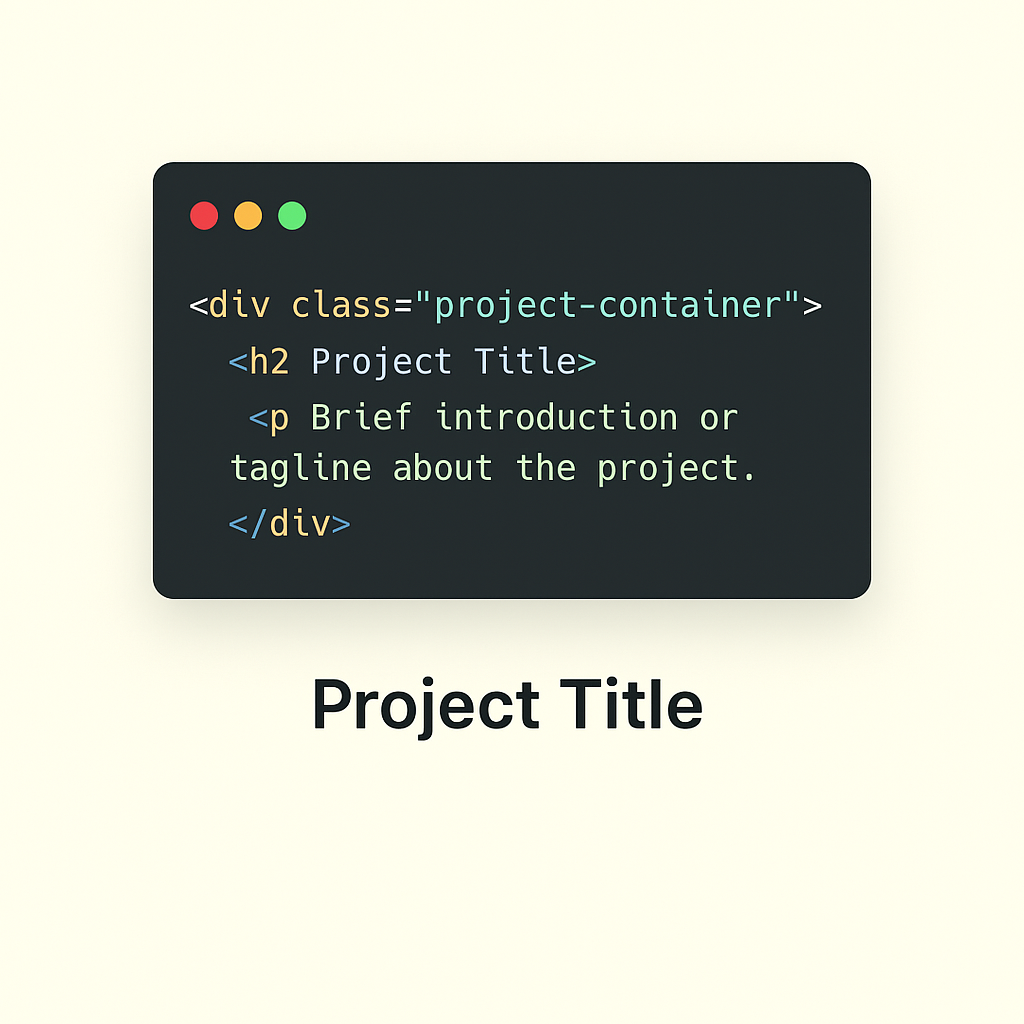 <div class="project-container">
<h2 Project Title>
<p Brief introduction or
tagline about the project.
</div>
Project Title